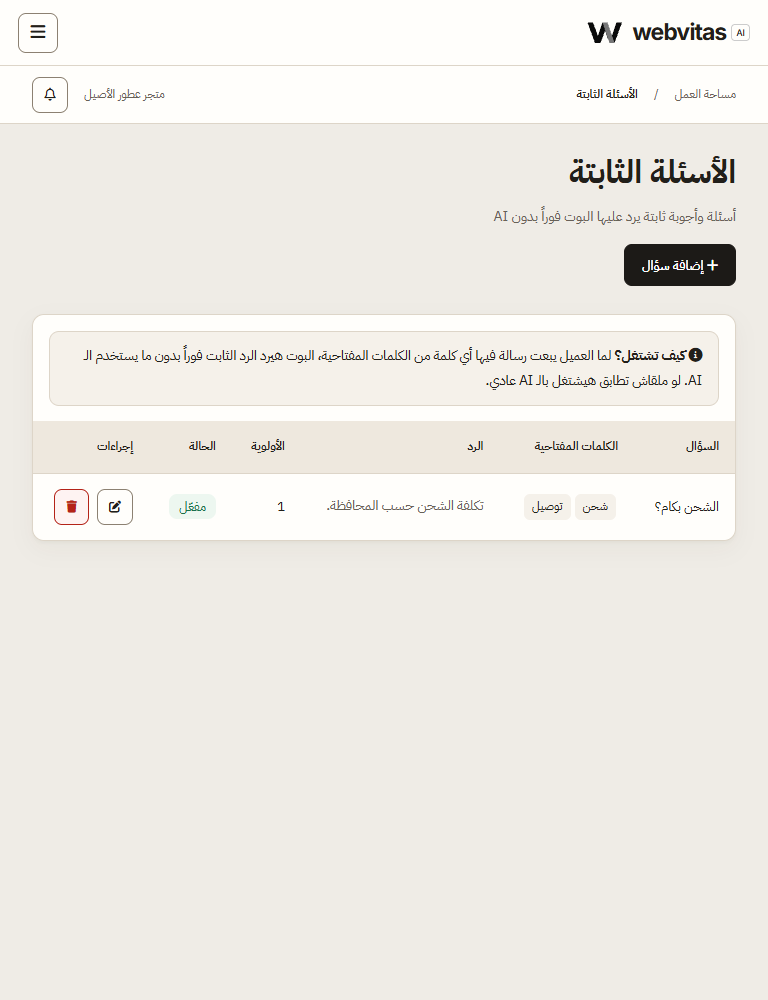 webvitas AI
مساحة العمل / الأسئلة الثابتة
متجر عطور الأصيل
الأسئلة الثابتة
أسئلة وأجوبة ثابتة يرد عليها البوت فوراً بدون AI
+ إضافة سؤال
كيف تشتغل؟ لما العميل يبعت رسالة فيها أي كلمة من الكلمات المفتاحية، البوت هيرد الرد الثابت فوراً بدون ما يستخدم الـ
AI. لو ملقاش تطابق هيشتغل بالـ AI عادي.
السؤال الكلمات المفتاحية الرد الأولوية الحالة إجراءات
الشحن بكام؟ شحن توصيل تكلفة الشحن حسب المحافظة. 1 مفعّل